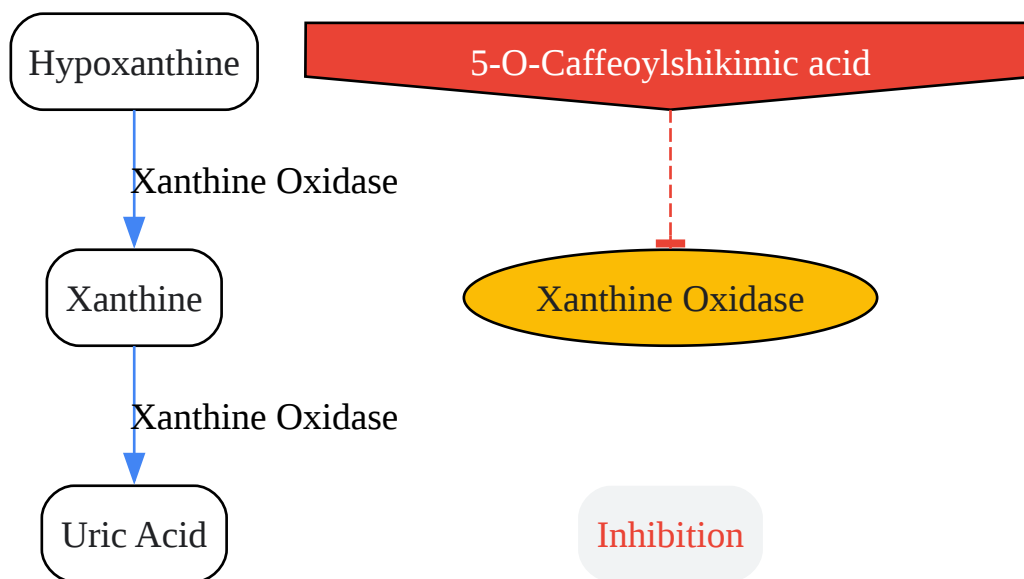 Hypoxanthine
5-O-Caffeoylshikimic acid
Xanthine Oxidase
Xanthine
Xanthine Oxidase
Xanthine Oxidase
Uric Acid
Inhibition